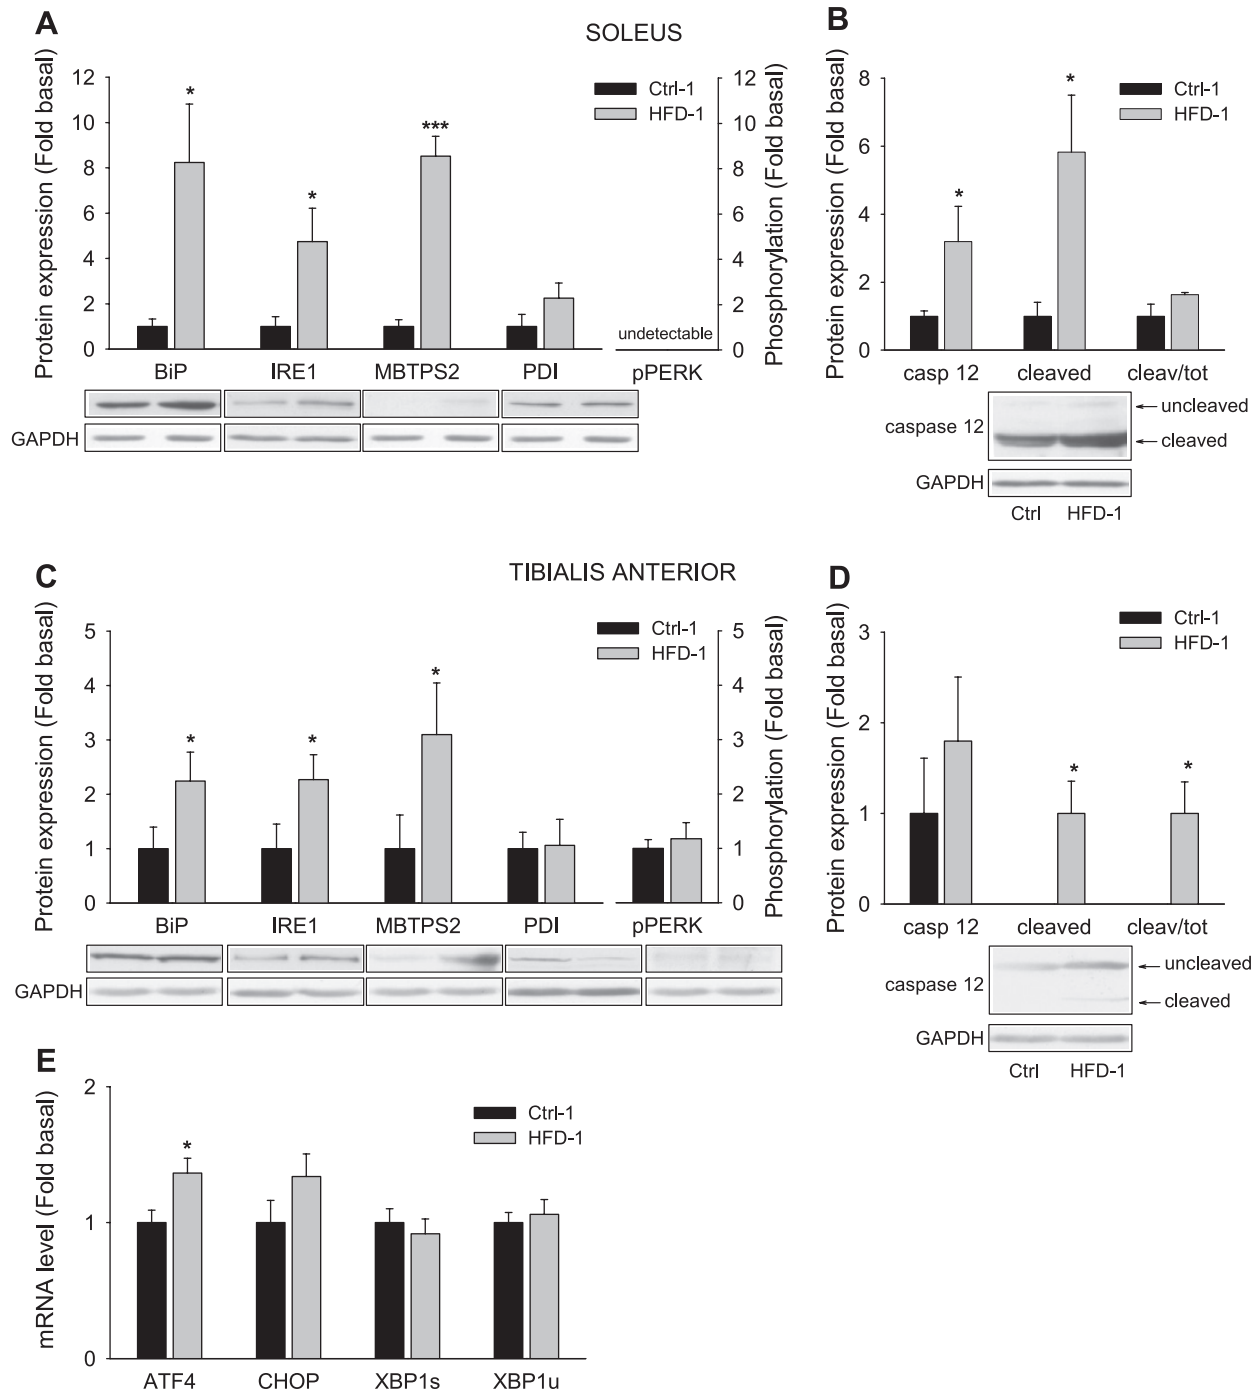 A
SOLEUS
Protein expression (Fold basal)
12
10
8
6
4
2
0
*
*
***
Ctrl-1
HFD-1
undetectable
12
10
8
6
4
2
0
Phosphorylation (Fold basal)
BiP IRE1 MBTPS2 PDI pPERK
GAPDH
B
Protein expression (Fold basal)
8
6
4
2
0
*
*
Ctrl-1
HFD-1
casp 12 cleaved cleav/tot
caspase 12
← uncleaved
← cleaved
GAPDH
Ctrl HFD-1
C
TIBIALIS ANTERIOR
Protein expression (Fold basal)
5
4
3
2
1
0
*
*
*
Ctrl-1
HFD-1
5
4
3
2
1
0
Phosphorylation (Fold basal)
BiP IRE1 MBTPS2 PDI pPERK
GAPDH
D
Protein expression (Fold basal)
3
2
1
0
*
*
Ctrl-1
HFD-1
casp 12 cleaved cleav/tot
caspase 12
← uncleaved
← cleaved
GAPDH
Ctrl HFD-1
E
mRNA level (Fold basal)
2
1
0
*
Ctrl-1
HFD-1
ATF4 CHOP XBP1s XBP1u